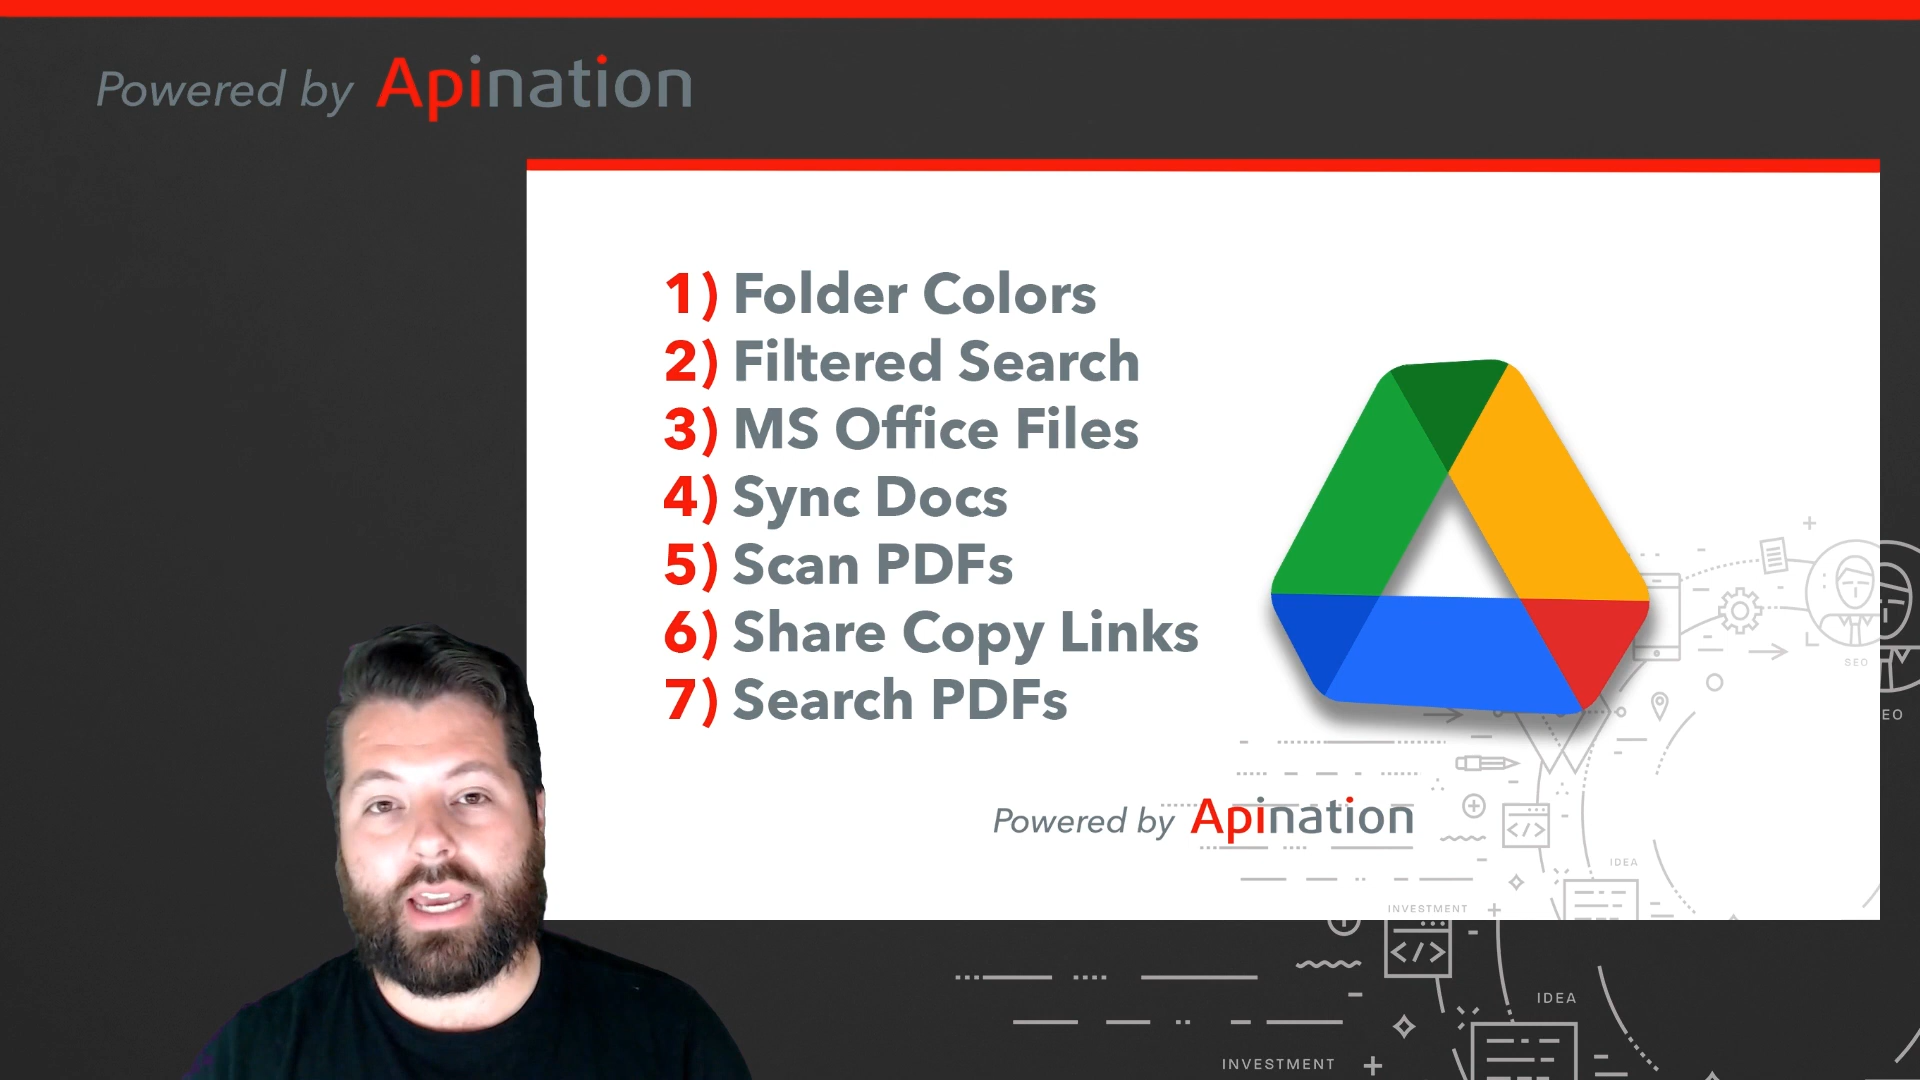 Powered by Apination
1) Folder Colors
2) Filtered Search
3) MS Office Files
4) Sync Docs
5) Scan PDFs
6) Share Copy Links
7) Search PDFs
SEO
EO
Powered by Apination
IDEA
INVESTMENT
</>
</>
IDEA
INVESTMENT